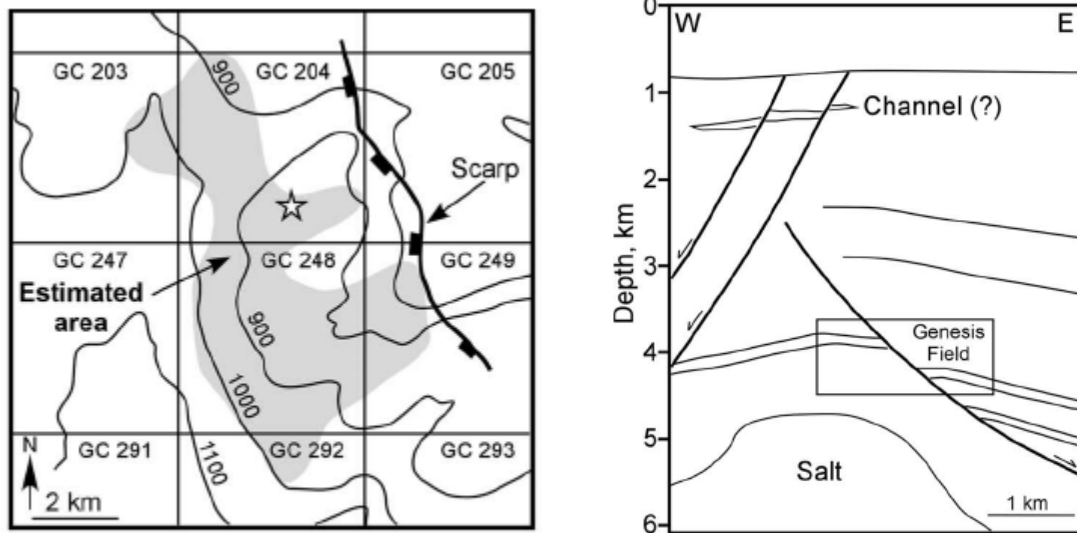 GC 203
GC 204
GC 205
900
Scarp
GC 247
GC 248
GC 249
Estimated
area
900
1000
1100
GC 291
GC 292
GC 293
N
2 km
0
W
E
1
Channel (?)
2
Depth, km
3
Genesis
Field
4
5
Salt
1 km
6